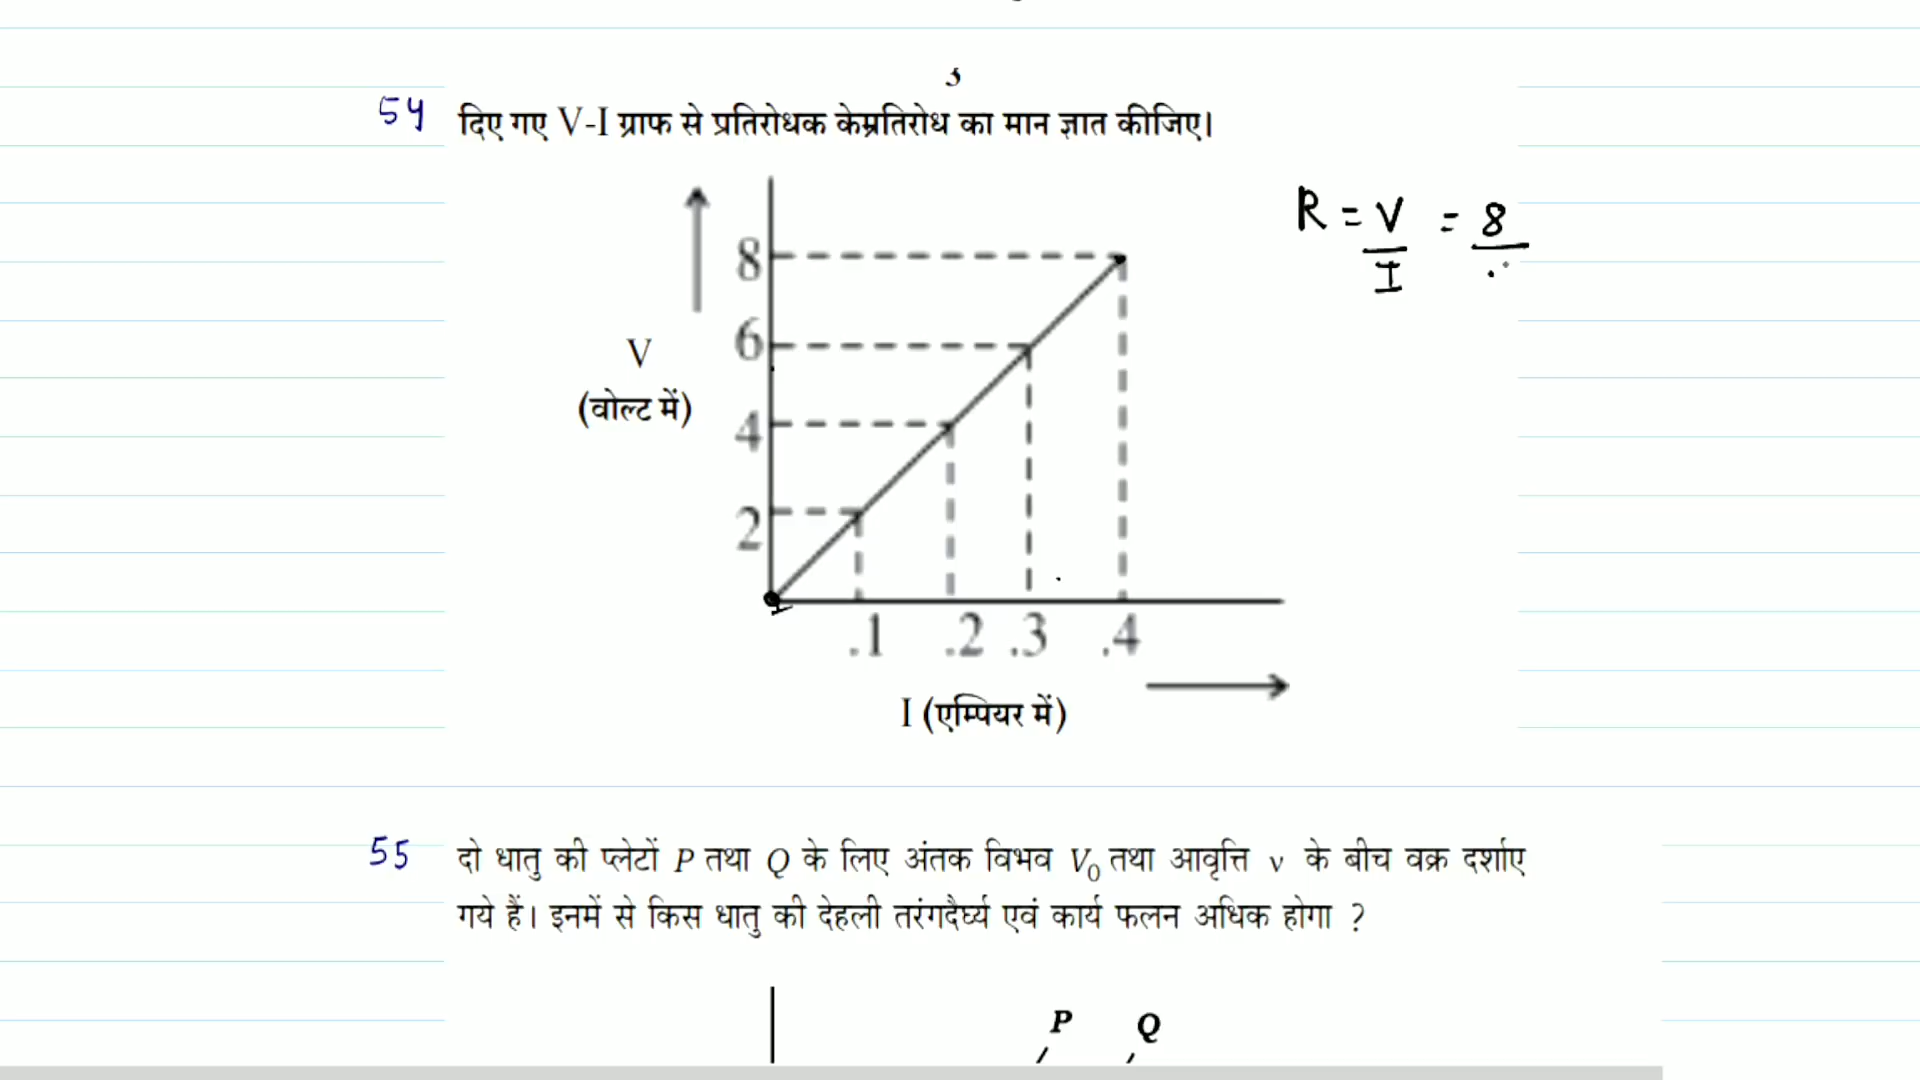 54 दिए गए V-I ग्राफ से प्रतिरोधक केप्रतिरोध का मान ज्ञात कीजिए।
R = V/I = 8/.
8
6
V
(वोल्ट में)
4
2
.1 .2 .3 .4
I (एम्पियर में)
55 दो धातु की प्लेटों P तथा Q के लिए अंतक विभव V₀ तथा आवृत्ति ν के बीच वक्र दर्शाए
गये हैं। इनमें से किस धातु की देहली तरंगदैर्घ्य एवं कार्य फलन अधिक होगा ?
P Q